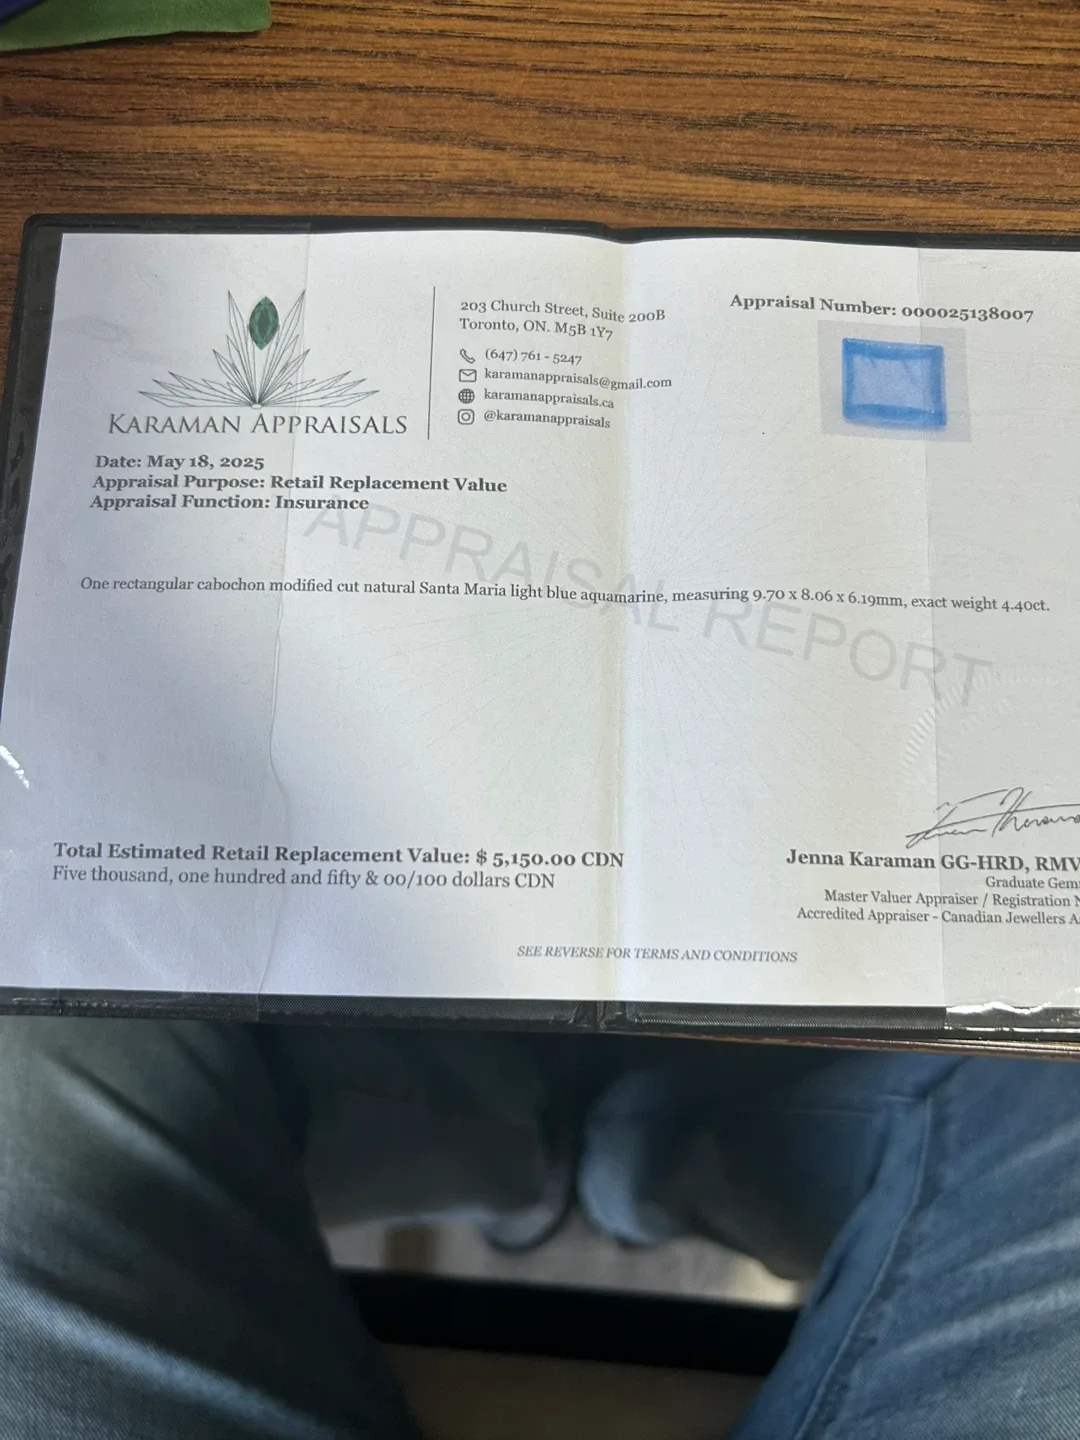 KARAMAN APPRAISALS
203 Church Street, Suite 200B
Toronto, ON. M5B 1Y7
(647) 761 - 5247
karamanappraisals@gmail.com
karamanappraisals.ca
@karamanappraisals
Appraisal Number: 000025138007
Date: May 18, 2025
Appraisal Purpose: Retail Replacement Value
Appraisal Function: Insurance
APPRAISAL REPORT
One rectangular cabochon modified cut natural Santa Maria light blue aquamarine, measuring 9.70 x 8.06 x 6.19mm, exact weight 4.40ct.
Total Estimated Retail Replacement Value: $ 5,150.00 CDN
Five thousand, one hundred and fifty & 00/100 dollars CDN
Jenna Karaman GG-HRD, RMV
Graduate Gem
Master Valuer Appraiser / Registration N
Accredited Appraiser - Canadian Jewellers A
SEE REVERSE FOR TERMS AND CONDITIONS